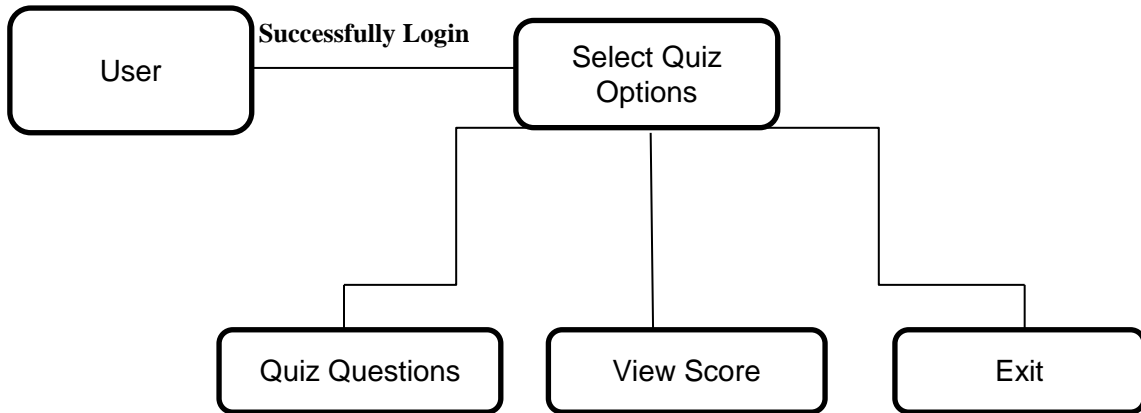 Successfully Login
User
Select Quiz
Options
Quiz Questions
View Score
Exit